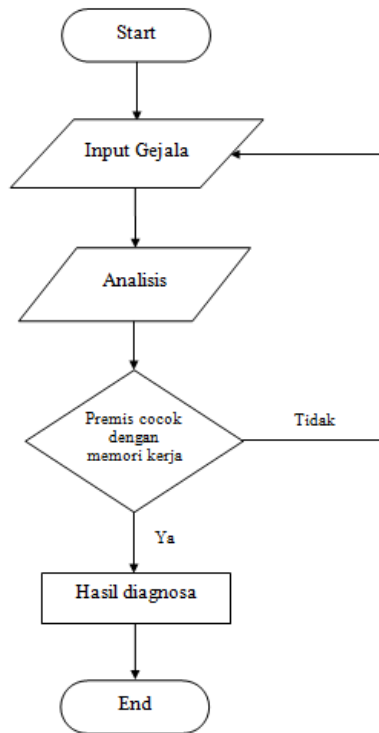 Start
Input Gejala
Analisis
Premis cocok
dengan
memori kerja
Tidak
Ya
Hasil diagnosa
End